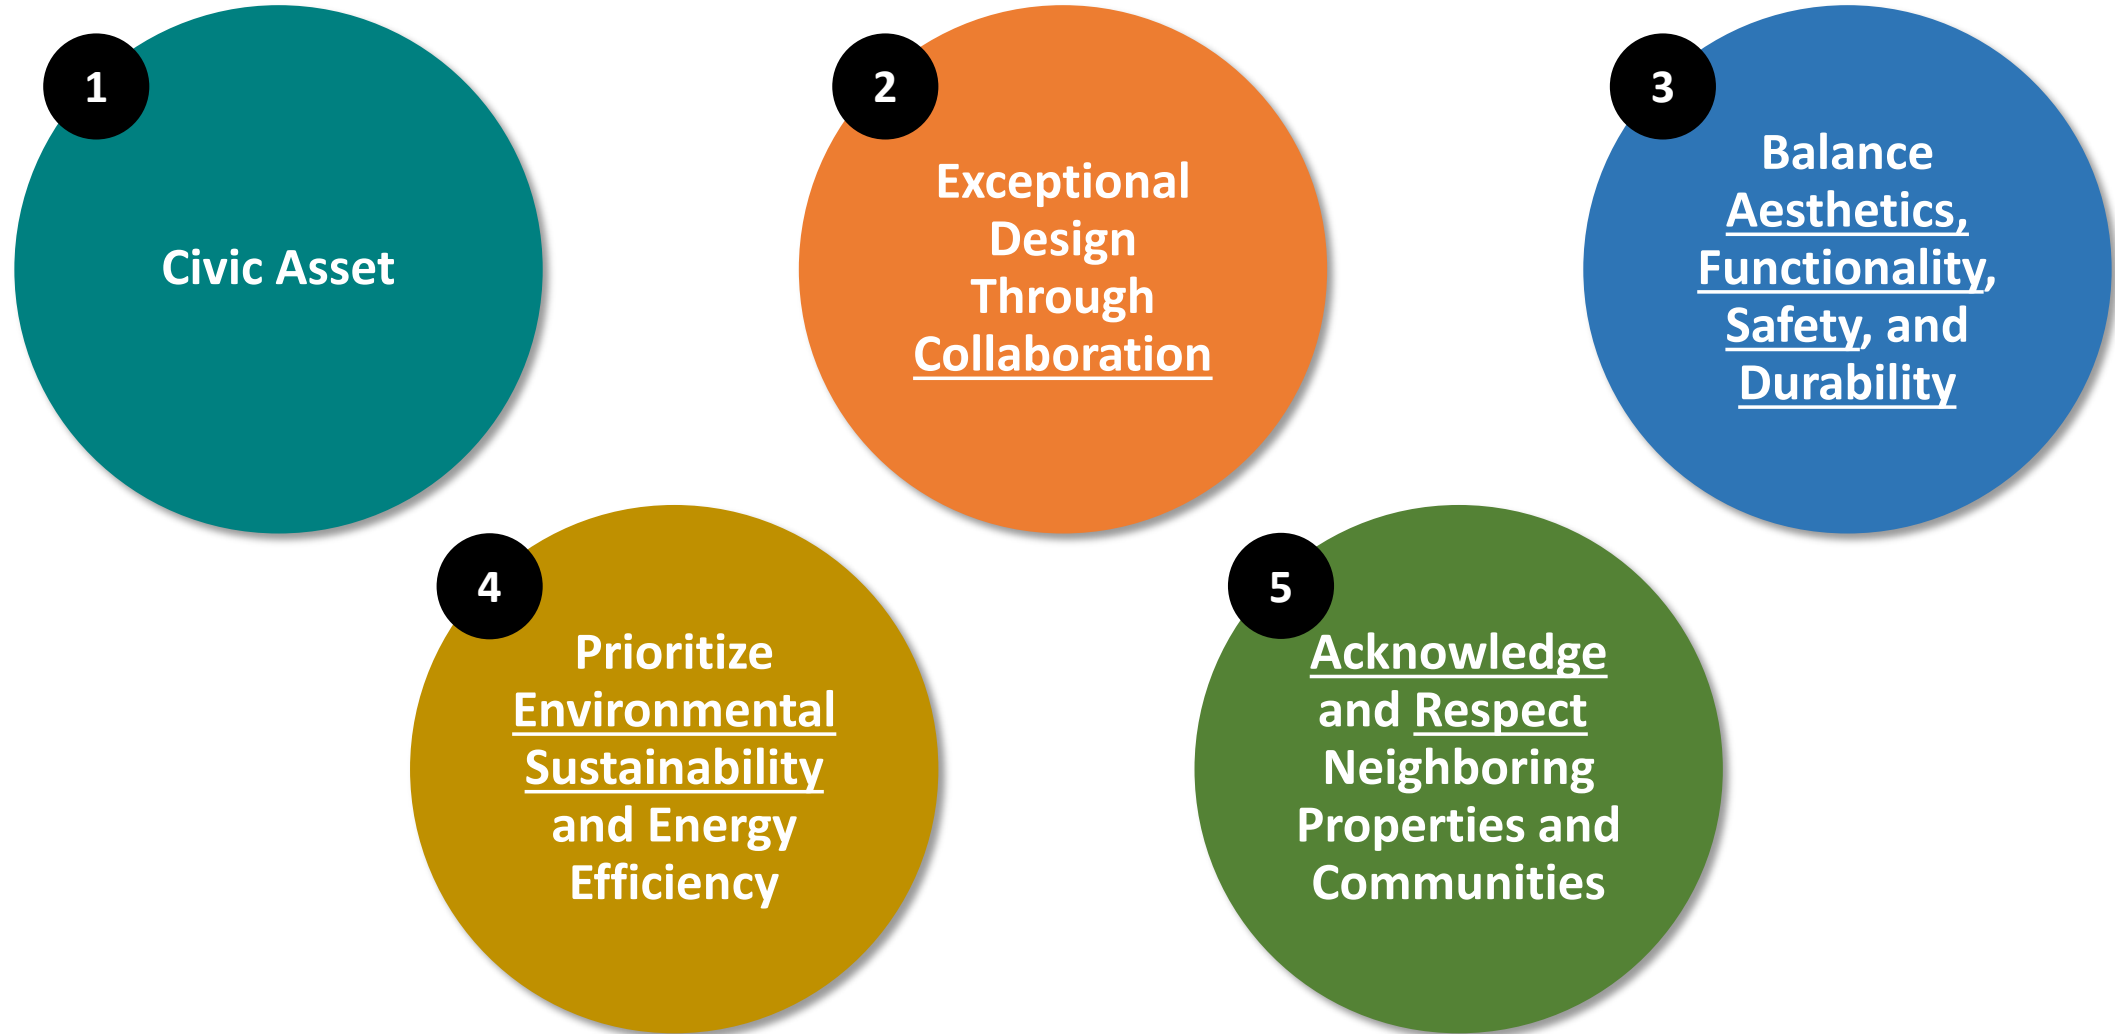 1
Civic Asset
2
Exceptional
Design
Through
Collaboration
3
Balance
Aesthetics,
Functionality,
Safety, and
Durability
4
Prioritize
Environmental
Sustainability
and Energy
Efficiency
5
Acknowledge
and Respect
Neighboring
Properties and
Communities